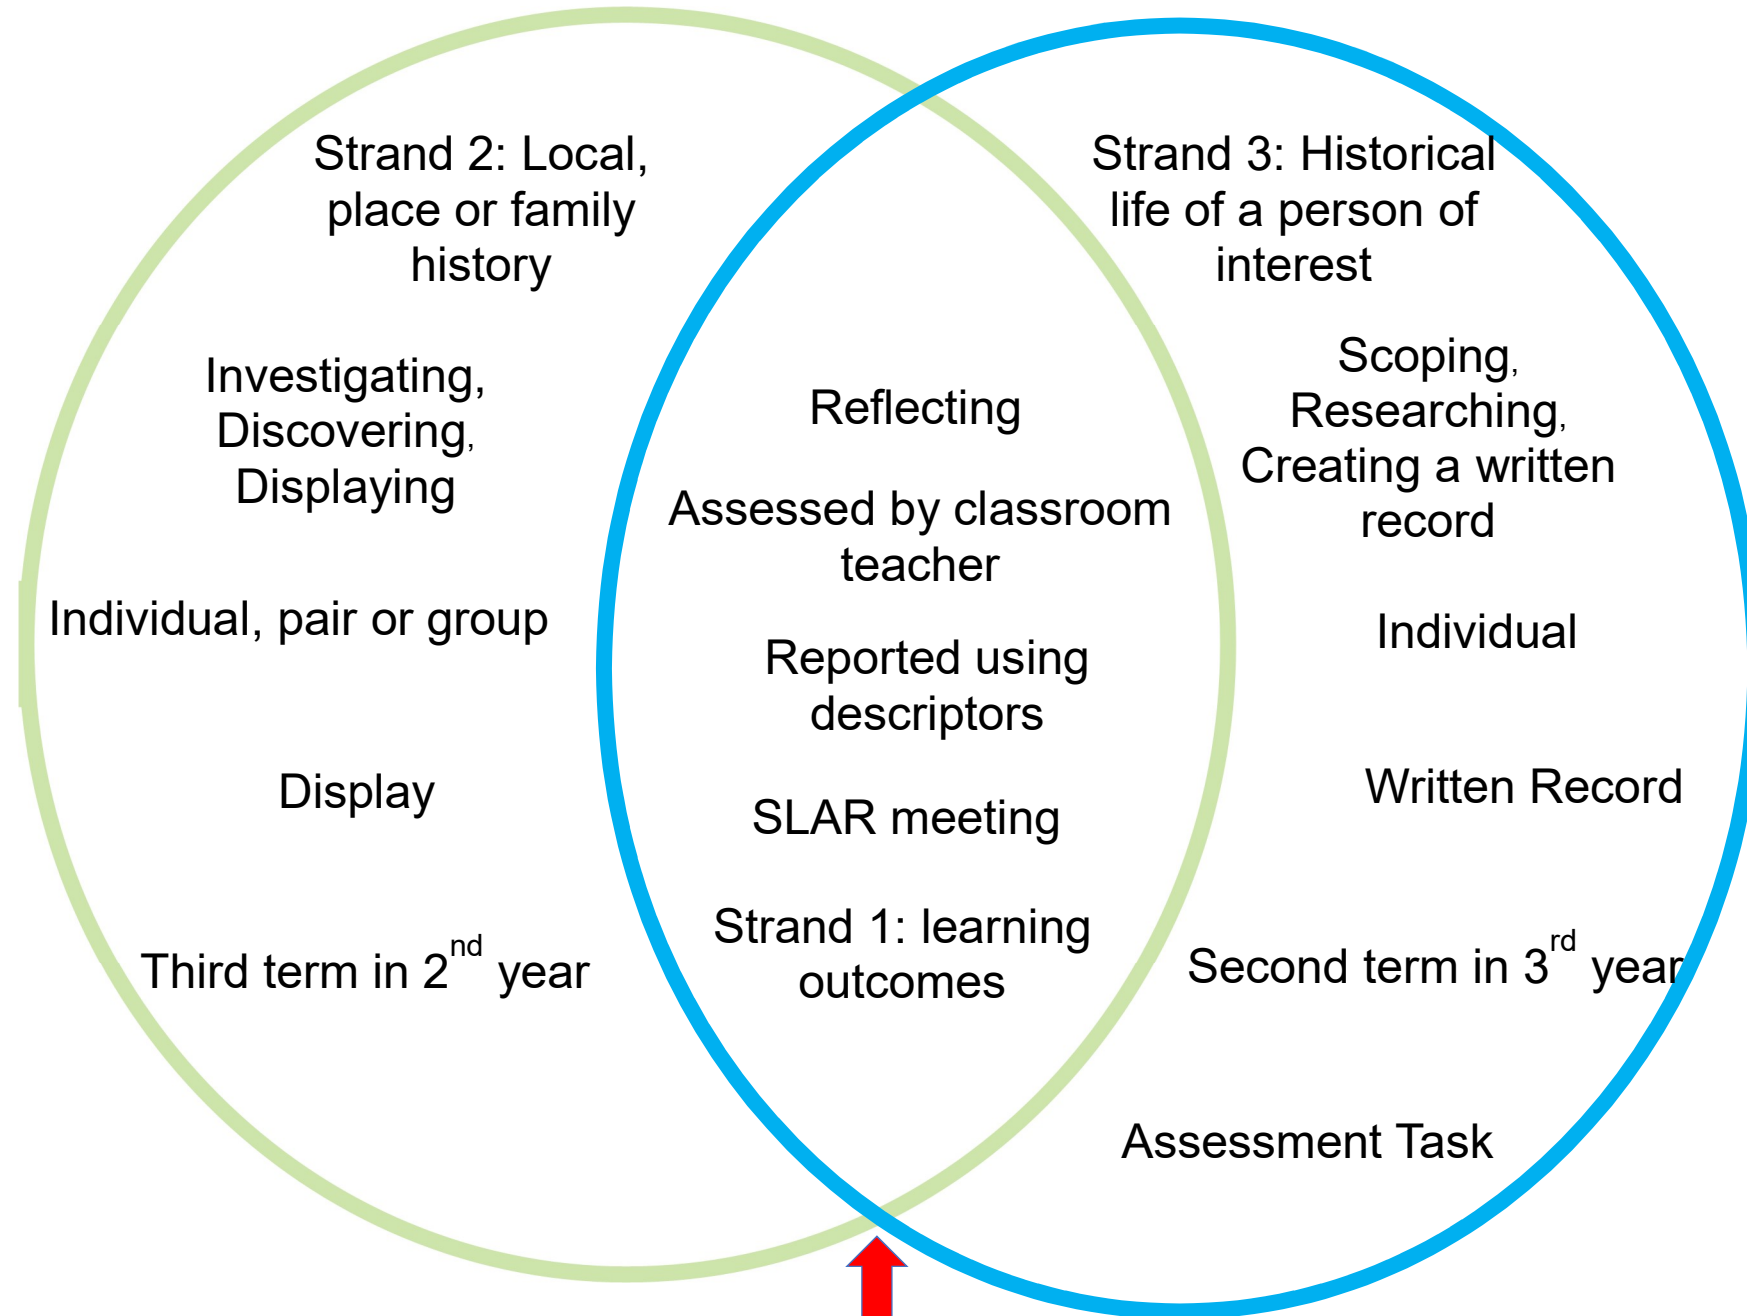 Strand 2: Local,
place or family
history
Investigating,
Discovering,
Displaying
Individual, pair or group
Display
Third term in 2nd year
Reflecting
Assessed by classroom
teacher
Reported using
descriptors
SLAR meeting
Strand 1: learning
outcomes
Strand 3: Historical
life of a person of
interest
Scoping,
Researching,
Creating a written
record
Individual
Written Record
Second term in 3rd year
Assessment Task